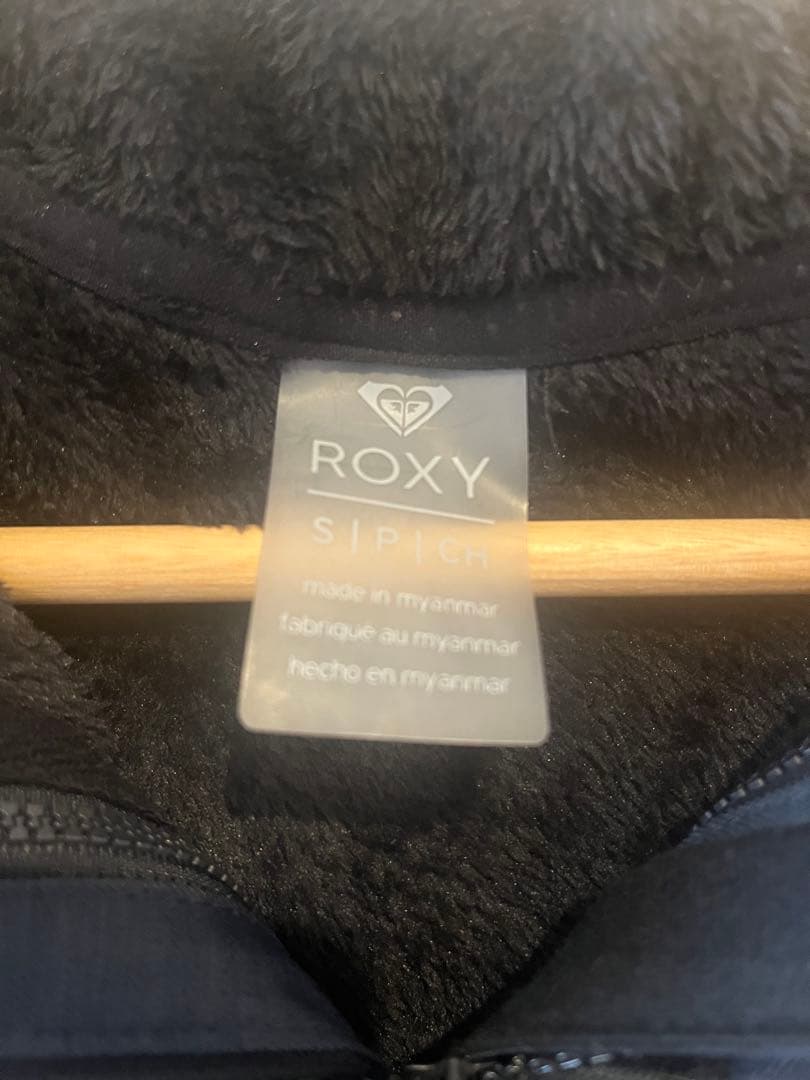 ROXY
S | P | CH
made in myanmar
fabriqué au myanmar
hecho en myanmar